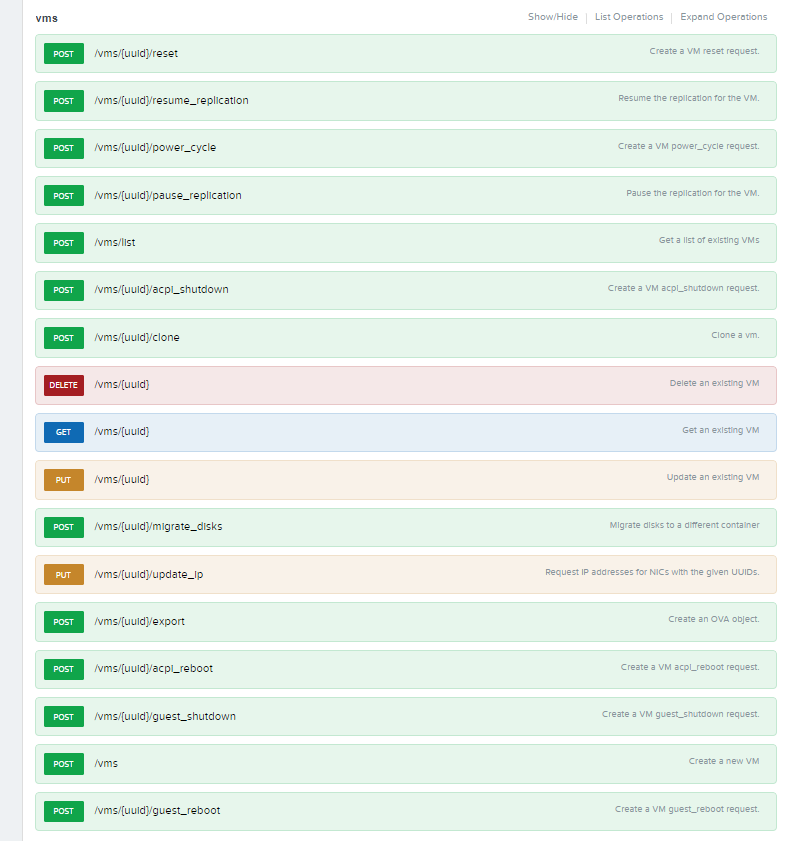 vms
Show/Hide | List Operations | Expand Operations
POST /vms/{uuid}/reset Create a VM reset request.
POST /vms/{uuid}/resume_replication Resume the replication for the VM.
POST /vms/{uuid}/power_cycle Create a VM power_cycle request.
POST /vms/{uuid}/pause_replication Pause the replication for the VM.
POST /vms/list Get a list of existing VMs
POST /vms/{uuid}/acpi_shutdown Create a VM acpi_shutdown request.
POST /vms/{uuid}/clone Clone a vm.
DELETE /vms/{uuid} Delete an existing VM
GET /vms/{uuid} Get an existing VM
PUT /vms/{uuid} Update an existing VM
POST /vms/{uuid}/migrate_disks Migrate disks to a different container
PUT /vms/{uuid}/update_ip Request IP addresses for NICs with the given UUIDs.
POST /vms/{uuid}/export Create an OVA object.
POST /vms/{uuid}/acpi_reboot Create a VM acpi_reboot request.
POST /vms/{uuid}/guest_shutdown Create a VM guest_shutdown request.
POST /vms Create a new VM
POST /vms/{uuid}/guest_reboot Create a VM guest_reboot request.